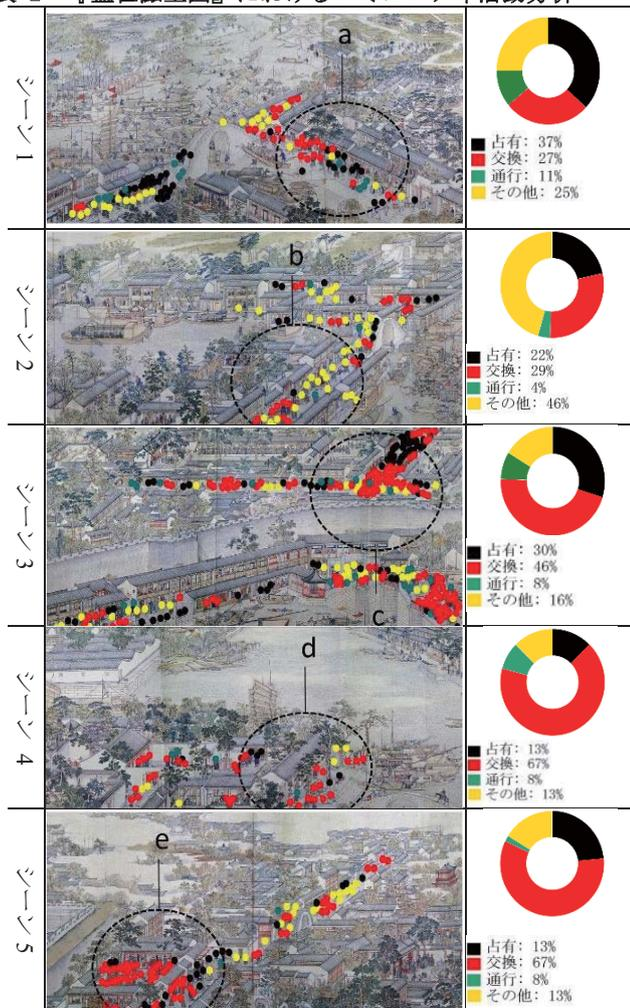 シーン 1
a
占有: 37%
交換: 27%
通行: 11%
その他: 25%
シーン 2
b
占有: 22%
交換: 29%
通行: 4%
その他: 46%
シーン 3
c
占有: 30%
交換: 46%
通行: 8%
その他: 16%
シーン 4
d
占有: 13%
交換: 67%
通行: 8%
その他: 13%
シーン 5
e
占有: 13%
交換: 67%
通行: 8%
その他: 13%